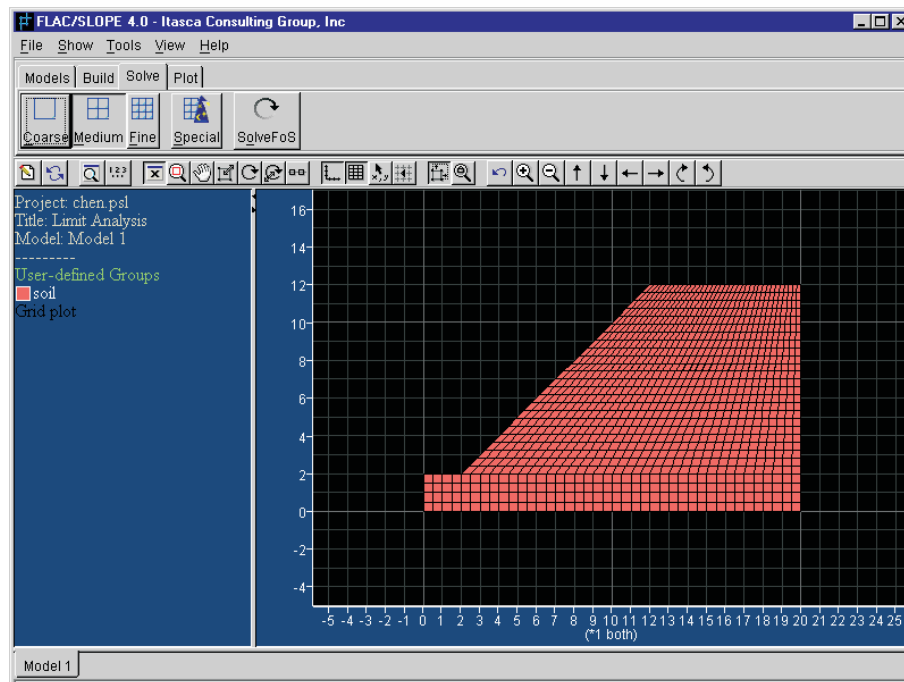 FLAC/SLOPE 4.0 - Itasca Consulting Group, Inc
File Show Tools View Help
Models Build Solve Plot
Coarse Medium Fine Special SolveFoS
1,2,3
x,y
Project: chen.psl
Title: Limit Analysis
Model: Model 1
---------
User-defined Groups
soil
Grid plot
16
14
12
10
8
6
4
2
0
-2
-4
-5 -4 -3 -2 -1 0 1 2 3 4 5 6 7 8 9 10 11 12 13 14 15 16 17 18 19 20 21 22 23 24 25
(*1 both)
Model 1